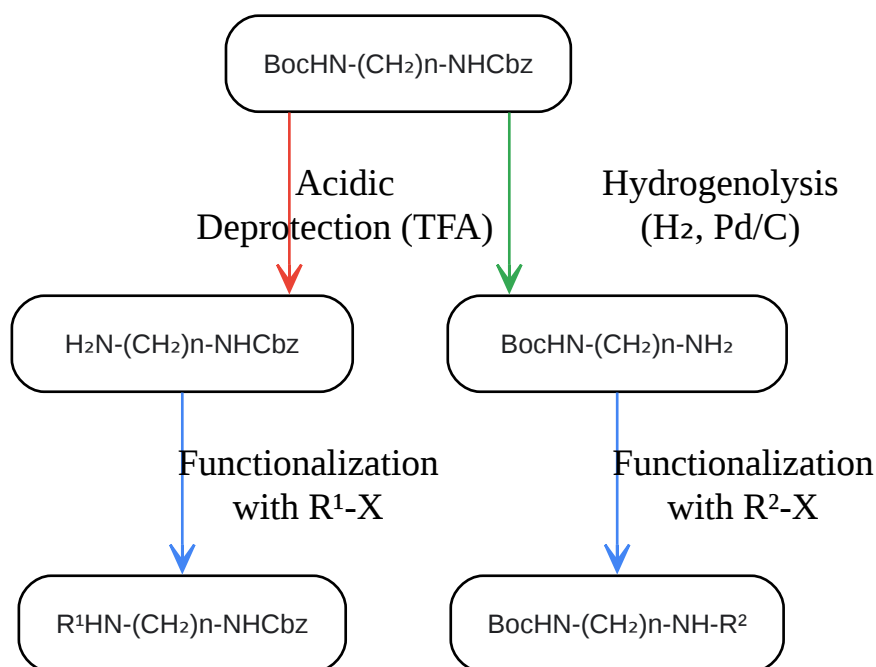 BocHN-(CH₂)n-NHCbz
Acidic
Deprotection (TFA)
Hydrogenolysis
(H₂, Pd/C)
H₂N-(CH₂)n-NHCbz
BocHN-(CH₂)n-NH₂
Functionalization
with R¹-X
Functionalization
with R²-X
R¹HN-(CH₂)n-NHCbz
BocHN-(CH₂)n-NH-R²